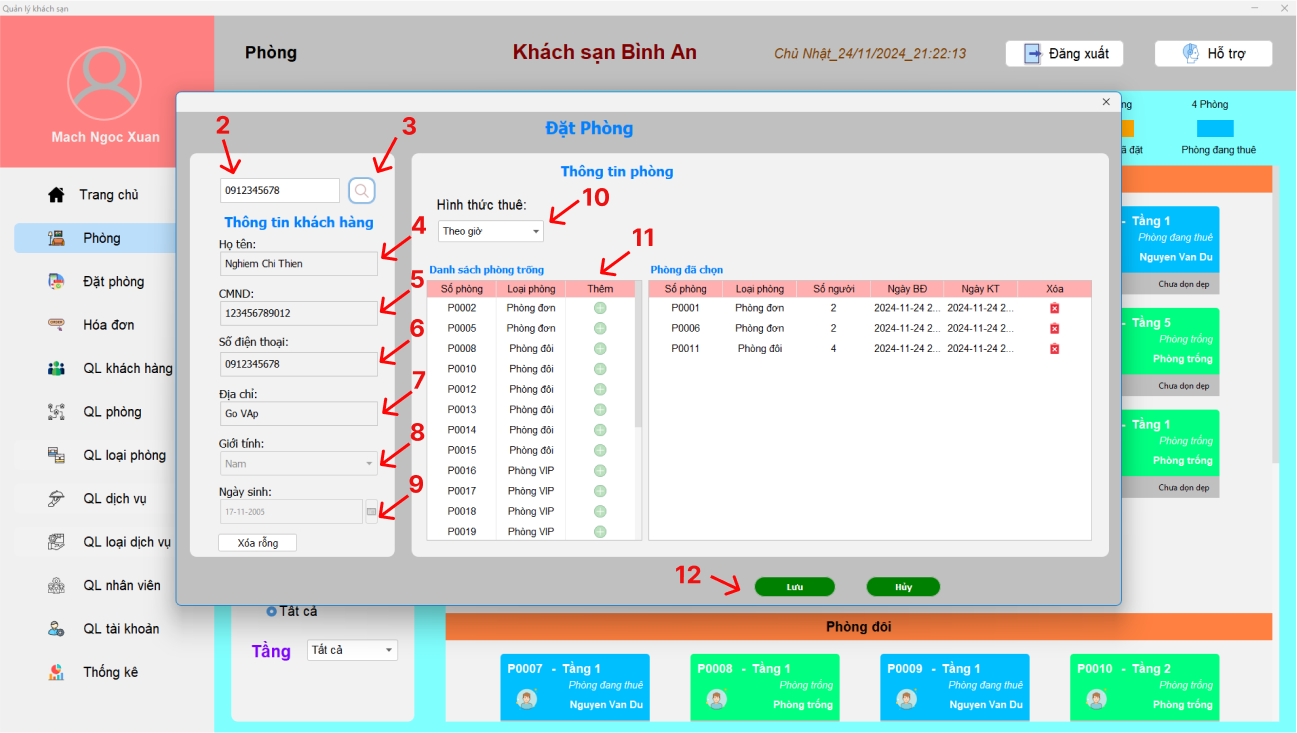 Quản lý khách sạn
Phòng
Khách sạn Bình An
Chủ Nhật_24/11/2024_21:22:13
Đăng xuất
Hỗ trợ
Mach Ngoc Xuan
Trang chủ
Phòng
Đặt phòng
Hóa đơn
QL khách hàng
QL phòng
QL loại phòng
QL dịch vụ
QL loại dịch vụ
QL nhân viên
QL tài khoản
Thống kê
Đặt Phòng
2
3
0912345678
Thông tin khách hàng
Họ tên:
4
Nghiem Chi Thien
CMND:
5
123456789012
Số điện thoại:
6
0912345678
Địa chỉ:
7
Go VAp
Giới tính:
8
Nam
Ngày sinh:
9
17-11-2005
Xóa rỗng
Thông tin phòng
Hình thức thuê:
10
Theo giờ
11
Danh sách phòng trống
Số phòng Loại phòng Thêm
P0002 Phòng đơn
P0005 Phòng đơn
P0008 Phòng đôi
P0010 Phòng đôi
P0012 Phòng đôi
P0013 Phòng đôi
P0014 Phòng đôi
P0015 Phòng đôi
P0016 Phòng VIP
P0017 Phòng VIP
P0018 Phòng VIP
P0019 Phòng VIP
Phòng đã chọn
Số phòng Loại phòng Số người Ngày BĐ Ngày KT Xóa
P0001 Phòng đơn 2 2024-11-24 2... 2024-11-24 2...
P0006 Phòng đơn 2 2024-11-24 2... 2024-11-24 2...
P0011 Phòng đôi 4 2024-11-24 2... 2024-11-24 2...
12
Lưu
Hủy
ng
4 Phòng
ã đặt
Phòng đang thuê
- Tầng 1
Phòng đang thuê
Nguyen Van Du
Chưa dọn dẹp
- Tầng 5
Phòng trống
Phòng trống
Chưa dọn dẹp
- Tầng 1
Phòng trống
Phòng trống
Chưa dọn dẹp
Tất cả
Tầng
Tất cả
Phòng đôi
P0007 - Tầng 1
Phòng đang thuê
Nguyen Van Du
P0008 - Tầng 1
Phòng trống
Phòng trống
P0009 - Tầng 1
Phòng đang thuê
Nguyen Van Du
P0010 - Tầng 2
Phòng trống
Phòng trống